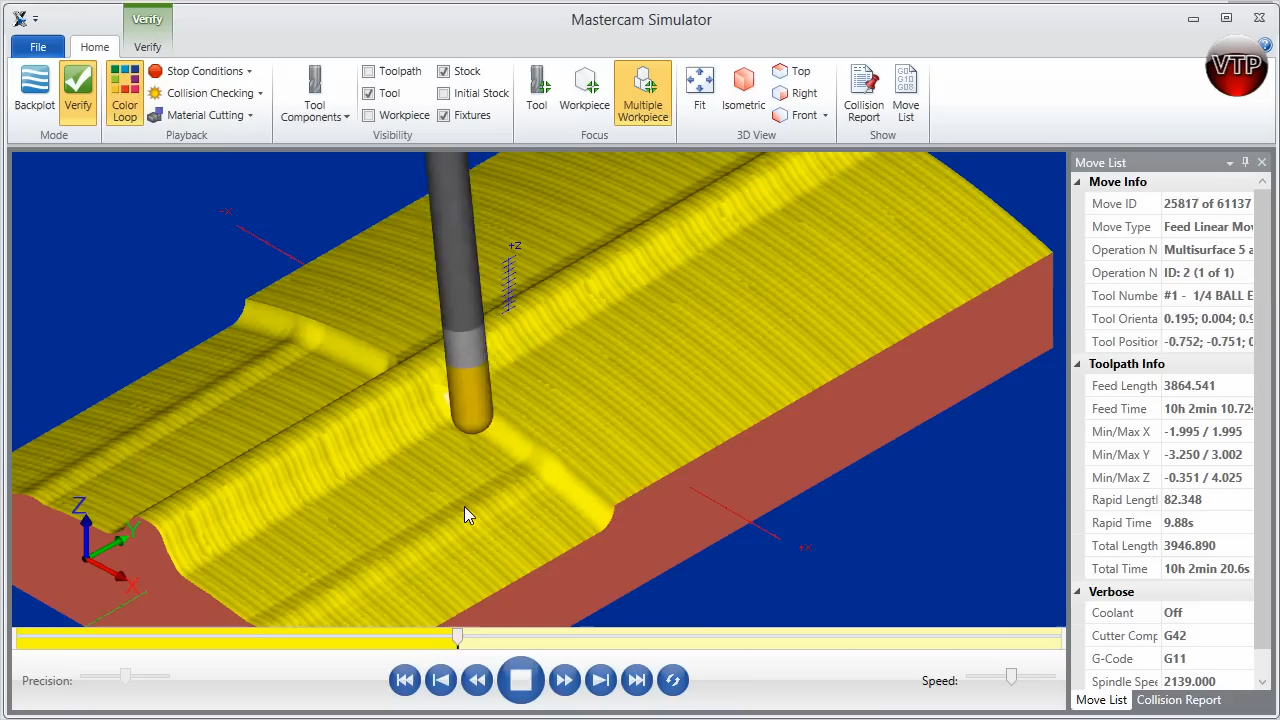 Verify
Mastercam Simulator
File
Home
Verify
VTP
Backplot
Verify
Mode
Color Loop
Stop Conditions
Collision Checking
Material Cutting
Playback
Tool Components
Toolpath
Tool
Workpiece
Stock
Initial Stock
Fixtures
Visibility
Tool
Workpiece
Multiple Workpiece
Focus
Fit
Isometric
Top
Right
Front
3D View
Collision Report
G01
G10
G08
Move List
Show
-X
+Z
+X
Z
Y
X
Move List
Move Info
Move ID 25817 of 61137
Move Type Feed Linear Mov
Operation N Multisurface 5 a
Operation N ID: 2 (1 of 1)
Tool Numbe #1 - 1/4 BALL E
Tool Orienta 0.195; 0.004; 0.9
Tool Position -0.752; -0.751; 0
Toolpath Info
Feed Length 3864.541
Feed Time 10h 2min 10.72s
Min/Max X -1.995 / 1.995
Min/Max Y -3.250 / 3.002
Min/Max Z -0.351 / 4.025
Rapid Lengtl 82.348
Rapid Time 9.88s
Total Length 3946.890
Total Time 10h 2min 20.6s
Verbose
Coolant Off
Cutter Comp G42
G-Code G11
Spindle Spee 2139.000
Move List
Collision Report
Precision:
Speed: